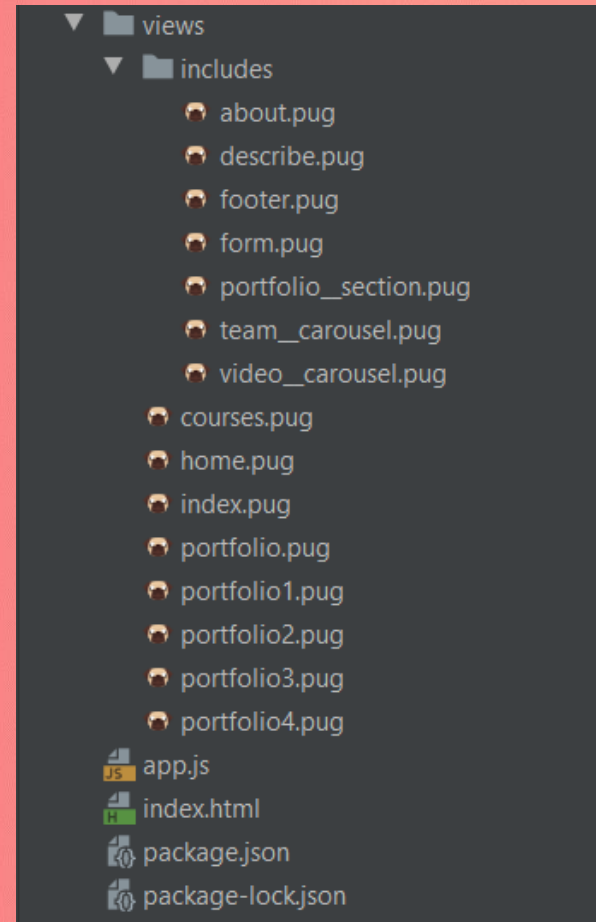 views
includes
about.pug
describe.pug
footer.pug
form.pug
portfolio__section.pug
team__carousel.pug
video__carousel.pug
courses.pug
home.pug
index.pug
portfolio.pug
portfolio1.pug
portfolio2.pug
portfolio3.pug
portfolio4.pug
JS app.js
H index.html
package.json
package-lock.json